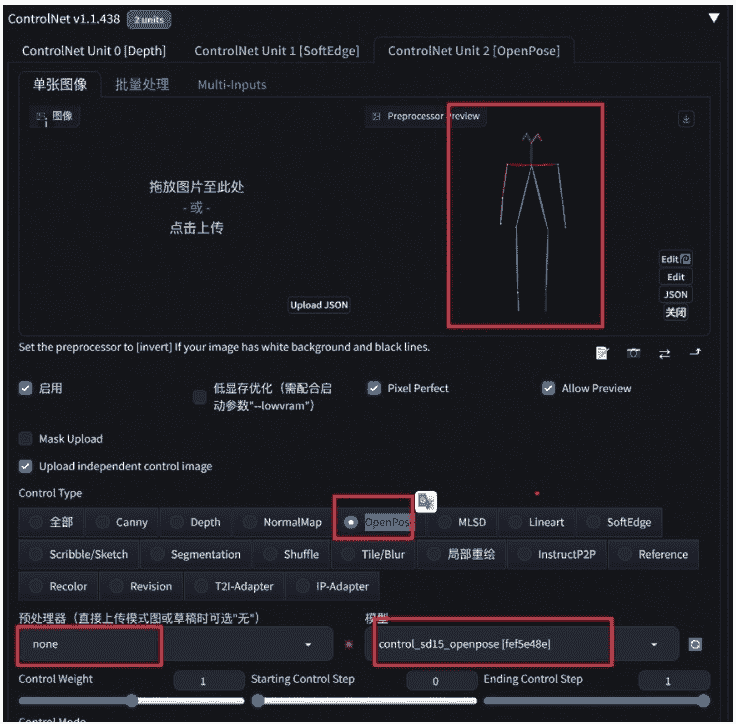 ControlNet v1.1.438 2 units
ControlNet Unit 0 [Depth] ControlNet Unit 1 [SoftEdge] ControlNet Unit 2 [OpenPose]
单张图像 批量处理 Multi-Inputs
图像 Preprocessor Preview
拖放图片至此处
- 或 -
点击上传
Edit
Edit
Upload JSON JSON
关闭
Set the preprocessor to [invert] If your image has white background and black lines.
启用 低显存优化（需配合启动参数"--lowvram"） Pixel Perfect Allow Preview
Mask Upload
Upload independent control image
Control Type
全部 Canny Depth NormalMap OpenPose MLSD Lineart SoftEdge
Scribble/Sketch Segmentation Shuffle Tile/Blur 局部重绘 InstructP2P Reference
Recolor Revision T2I-Adapter IP-Adapter
预处理器（直接上传模式图或草稿时可选"无"） 模型
none control_sd15_openpose [fef5e48e]
Control Weight 1 Starting Control Step 0 Ending Control Step 1
Control Mode